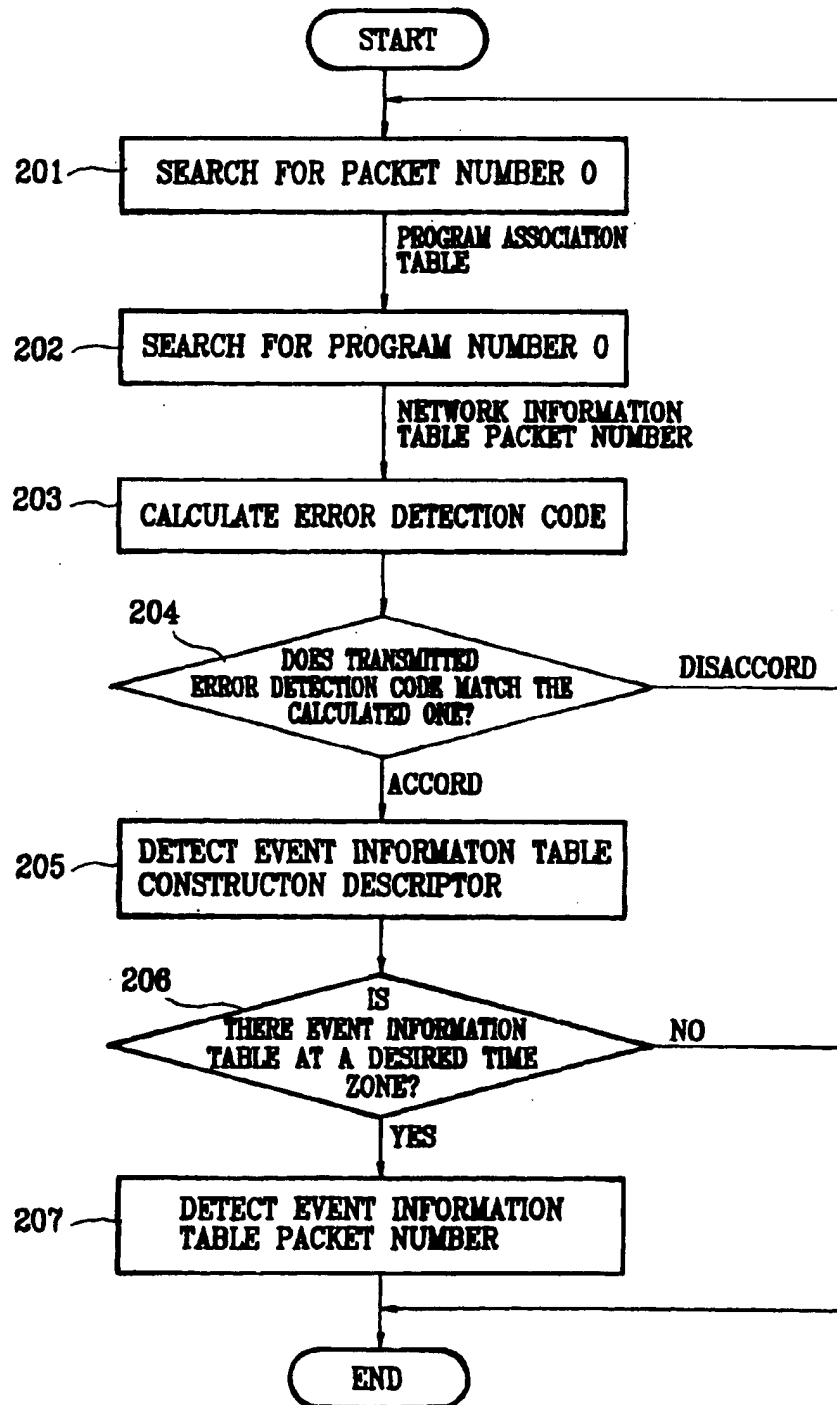 START
201
SEARCH FOR PACKET NUMBER 0
PROGRAM ASSOCIATION
TABLE
202
SEARCH FOR PROGRAM NUMBER 0
NETWORK INFORMATION
TABLE PACKET NUMBER
203
CALCULATE ERROR DETECTION CODE
204
DOES TRANSMITTED
ERROR DETECTION CODE MATCH THE
CALCULATED ONE?
DISACCORD
ACCORD
205
DETECT EVENT INFORMATON TABLE
CONSTRUCTON DESCRIPTOR
206
IS
THERE EVENT INFORMATION
TABLE AT A DESIRED TIME
ZONE?
NO
YES
207
DETECT EVENT INFORMATION
TABLE PACKET NUMBER
END